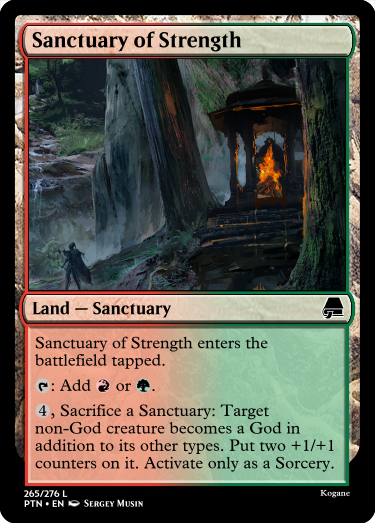 Sanctuary of Strength
Land — Sanctuary
Sanctuary of Strength enters the
battlefield tapped.
: Add or .
4, Sacrifice a Sanctuary: Target
non-God creature becomes a God in
addition to its other types. Put two +1/+1
counters on it. Activate only as a Sorcery.
265/276 L
PTN • EN Sergey Musin
Kogane